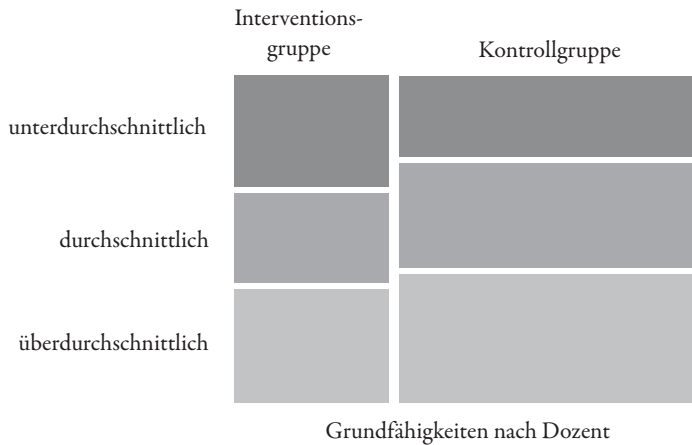 Interventions-
gruppe
Kontrollgruppe
unterdurchschnittlich
durchschnittlich
überdurchschnittlich
Grundfähigkeiten nach Dozent